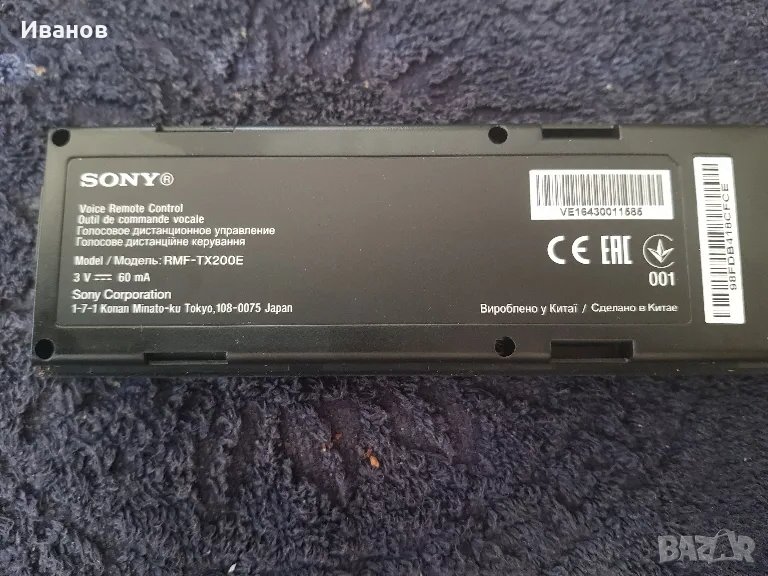 Иванов
SONY®
Voice Remote Control
Outil de commande vocale
Голосовое дистанционное управление
Голосове дистанційне керування
Model / Модель: RMF-TX200E
3 V⎓ 60 mA
Sony Corporation
1-7-1 Konan Minato-ku Tokyo,108-0075 Japan
VE16430011585
CE EAC
001
Вироблено у Китаї / Сделано в Китае
98FDB418CFCE
BAZAR